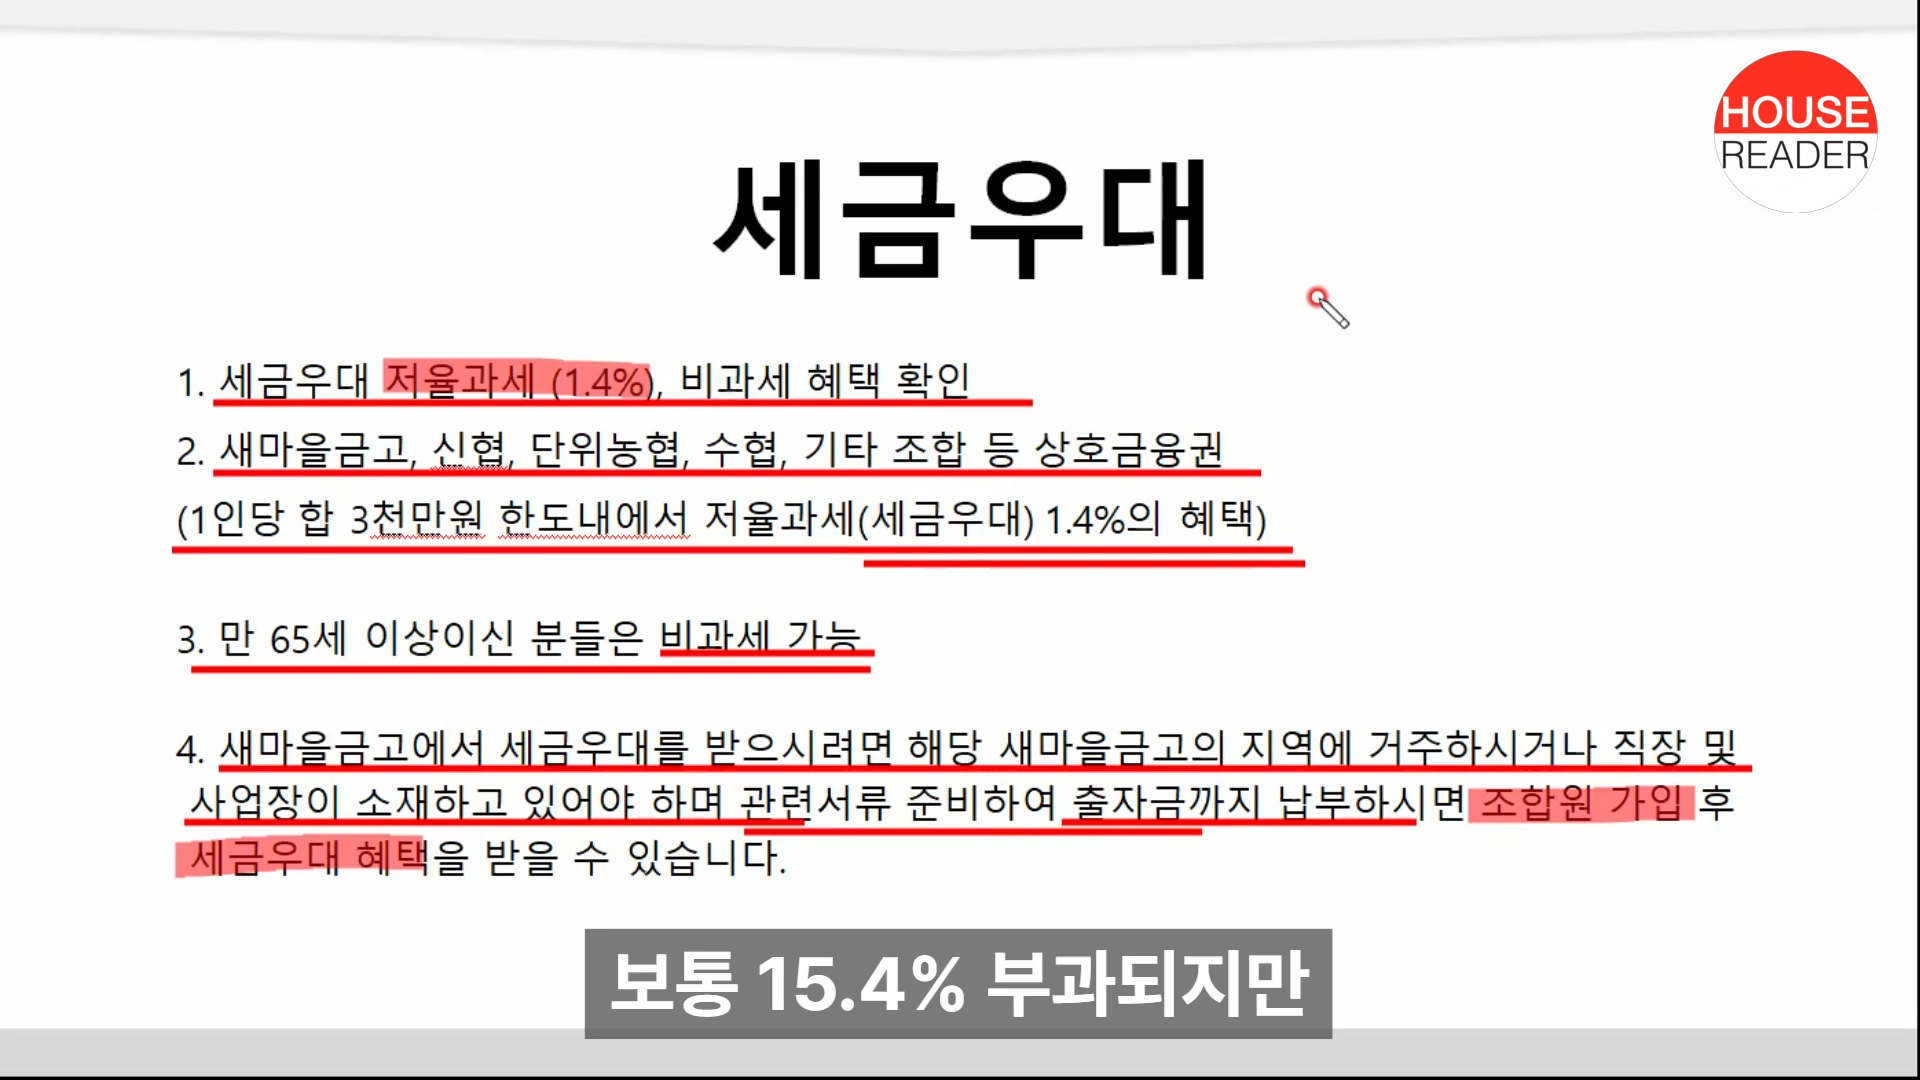 HOUSE
READER
세금우대
1. 세금우대 저율과세 (1.4%), 비과세 혜택 확인
2. 새마을금고, 신협, 단위농협, 수협, 기타 조합 등 상호금융권
(1인당 합 3천만원 한도내에서 저율과세(세금우대) 1.4%의 혜택)
3. 만 65세 이상이신 분들은 비과세 가능
4. 새마을금고에서 세금우대를 받으시려면 해당 새마을금고의 지역에 거주하시거나 직장 및
사업장이 소재하고 있어야 하며 관련서류 준비하여 출자금까지 납부하시면 조합원 가입 후
세금우대 혜택을 받을 수 있습니다.
보통 15.4% 부과되지만